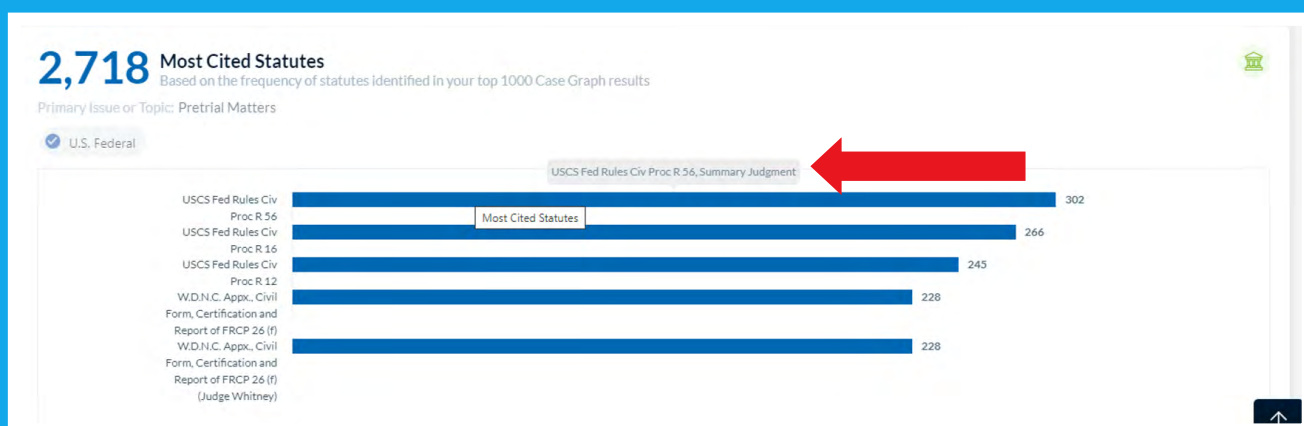 2,718 Most Cited Statutes
Based on the frequency of statutes identified in your top 1000 Case Graph results
Primary Issue or Topic: Pretrial Matters
U.S. Federal
USCS Fed Rules Civ Proc R 56, Summary Judgment
USCS Fed Rules Civ
Proc R 56
302
Most Cited Statutes
USCS Fed Rules Civ
Proc R 16
266
USCS Fed Rules Civ
Proc R 12
245
W.D.N.C. Appx., Civil
Form, Certification and
Report of FRCP 26 (f)
228
W.D.N.C. Appx., Civil
Form, Certification and
Report of FRCP 26 (f)
(Judge Whitney)
228